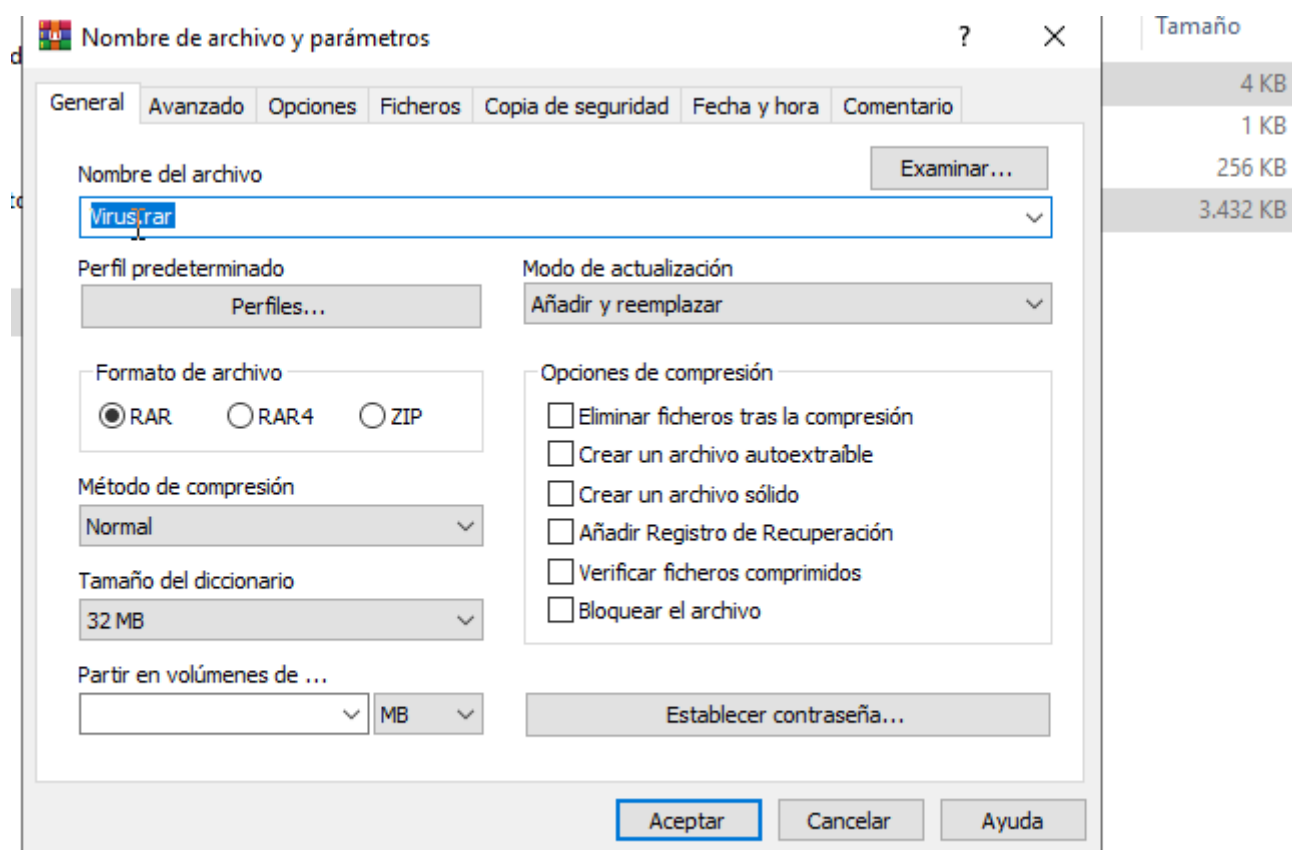 Nombre de archivo y parámetros ? Tamaño
General Avanzado Opciones Ficheros Copia de seguridad Fecha y hora Comentario 4 KB
1 KB
Nombre del archivo Examinar... 256 KB
Virus.rar 3.432 KB
Perfil predeterminado Modo de actualización
Perfiles... Añadir y reemplazar
Formato de archivo Opciones de compresión
RAR RAR4 ZIP Eliminar ficheros tras la compresión
Crear un archivo autoextraíble
Método de compresión Crear un archivo sólido
Normal Añadir Registro de Recuperación
Tamaño del diccionario Verificar ficheros comprimidos
32 MB Bloquear el archivo
Partir en volúmenes de ...
MB Establecer contraseña...
Aceptar Cancelar Ayuda